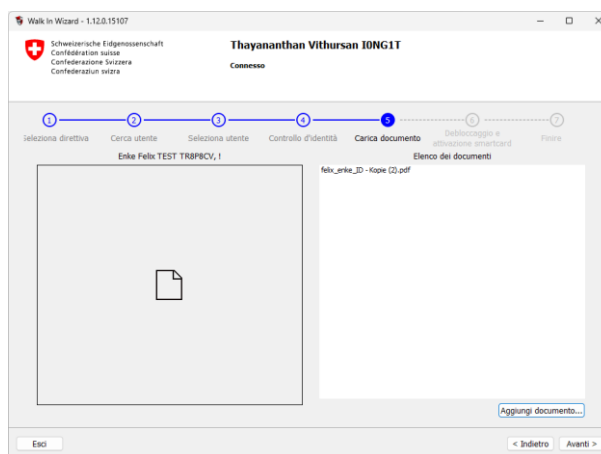 Walk In Wizard - 1.12.0.15107
Schweizerische Eidgenossenschaft
Confédération suisse
Confederazione Svizzera
Confederaziun svizra
Thayananthan Vithursan I0NG1T
Connesso
1
2
3
4
5
6
7
Seleziona direttiva
Cerca utente
Seleziona utente
Controllo d'identità
Carica documento
Debloccaggio e
attivazione smartcard
Finire
Enke Felix TEST TR8P8CV, !
Elenco dei documenti
felix_enke_ID - Kopie (2).pdf
Aggiungi documento...
Esci
< Indietro
Avanti >